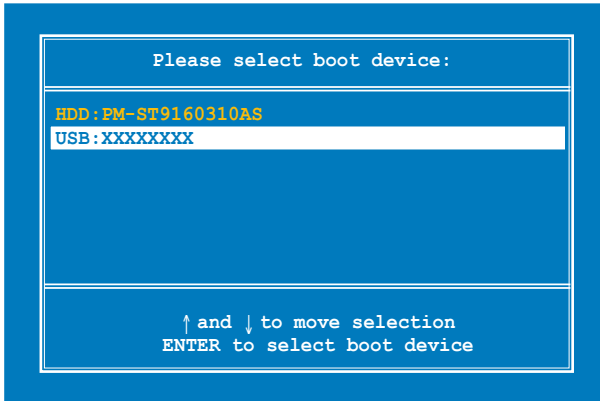 Please select boot device:
HDD:PM-ST9160310AS
USB:XXXXXXXX
↑ and ↓ to move selection
ENTER to select boot device